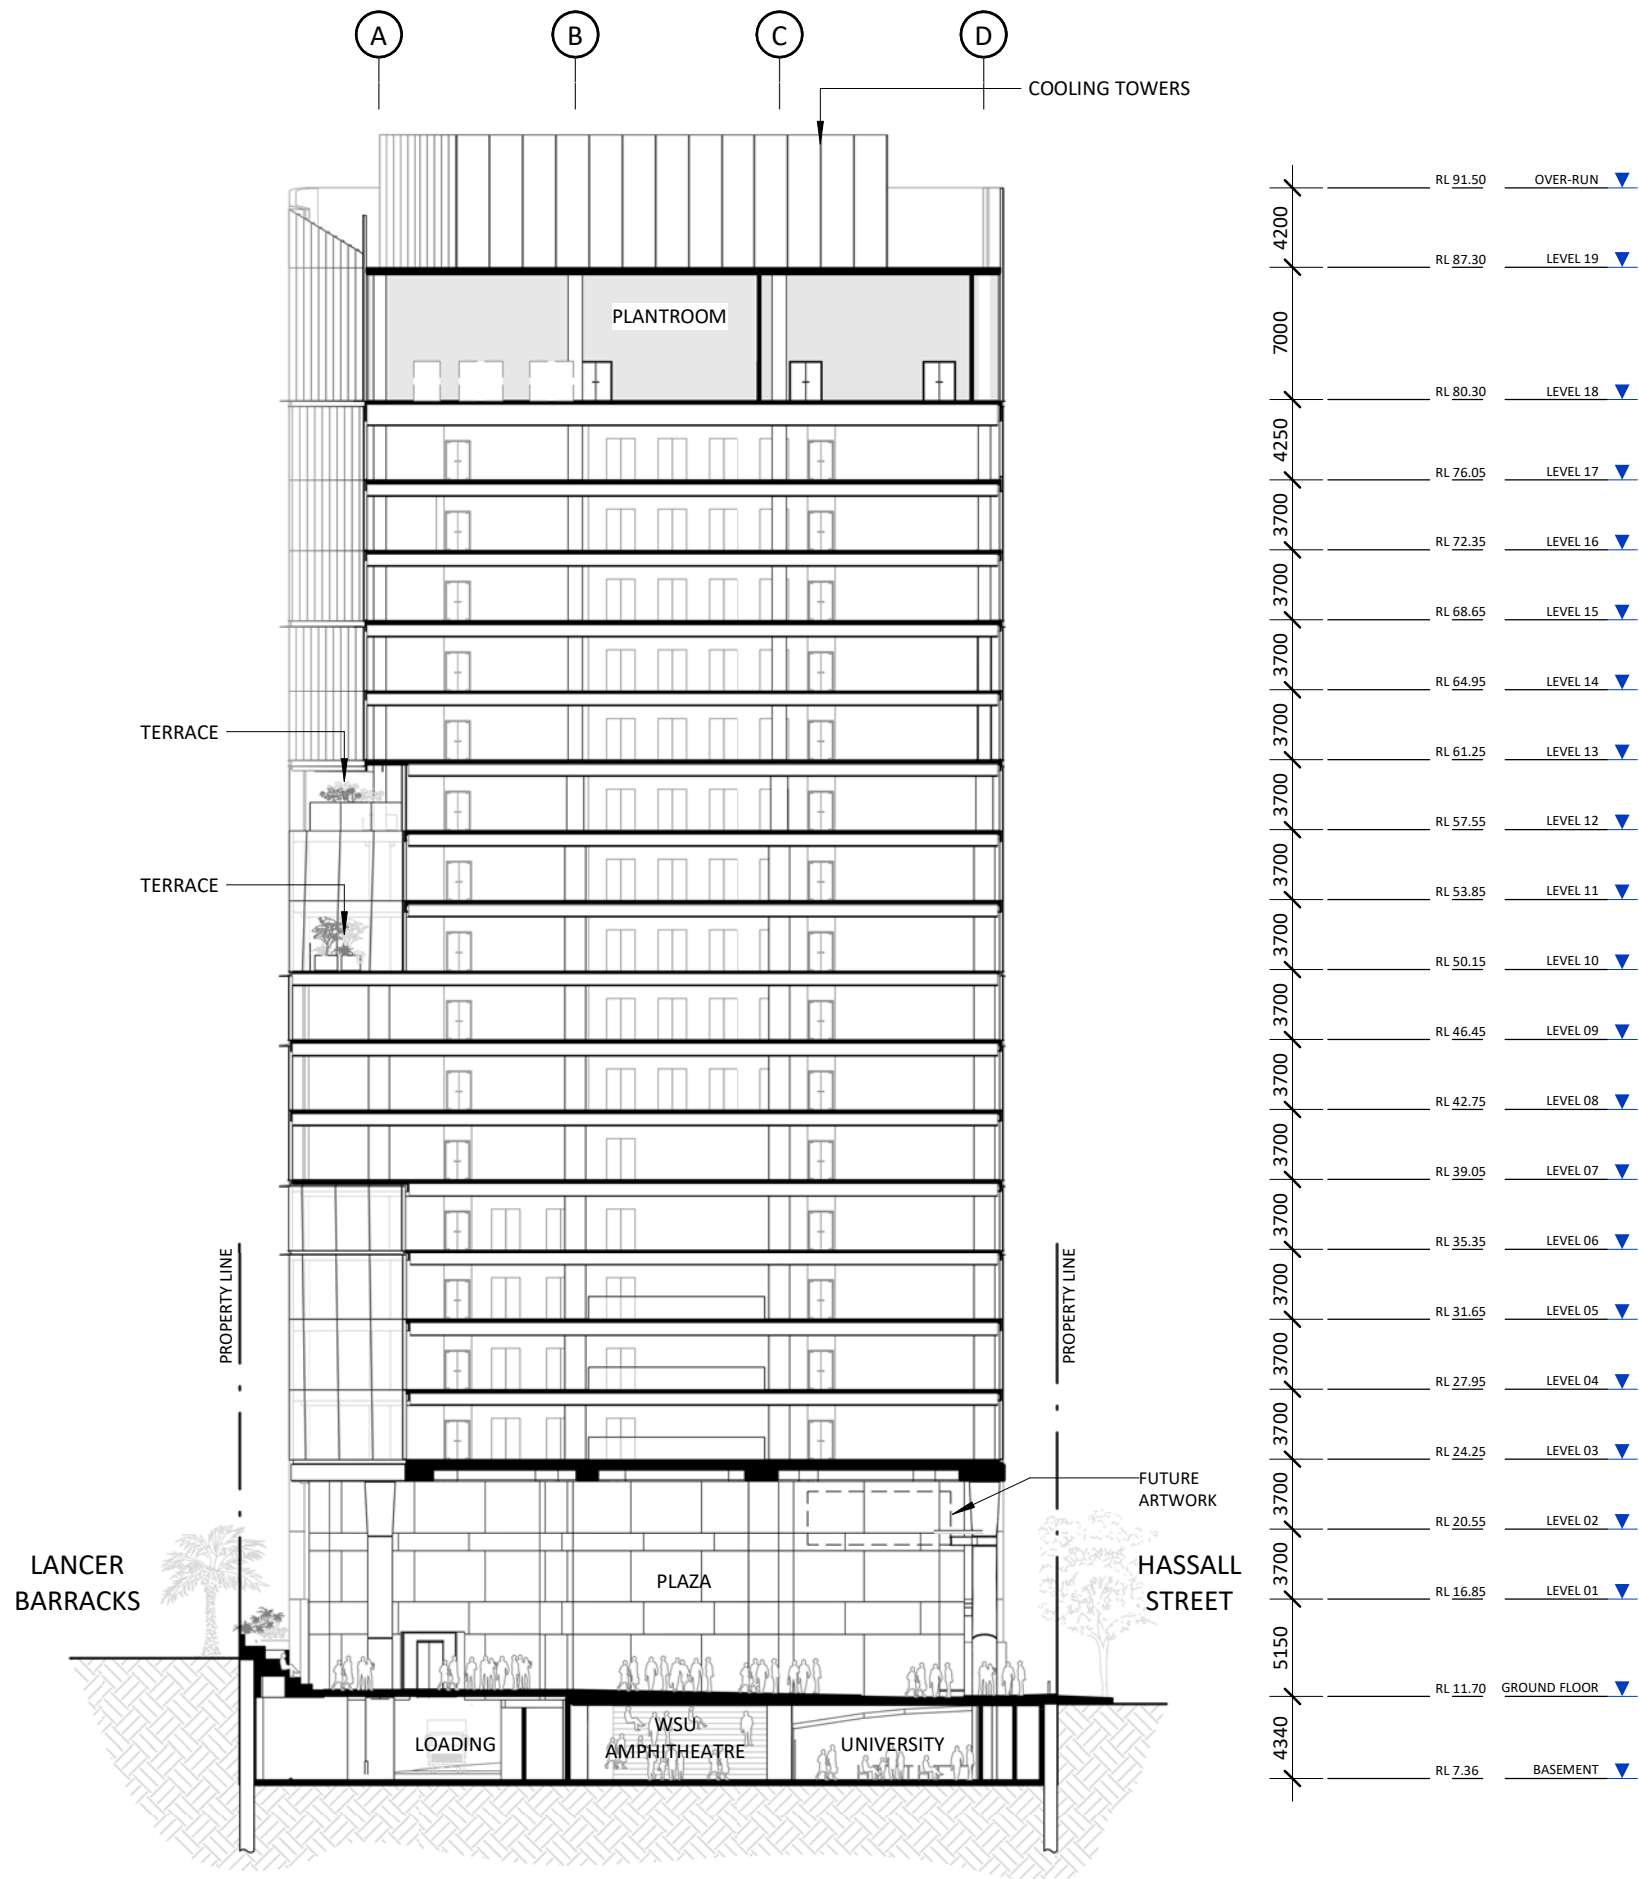 A B C D
COOLING TOWERS
RL 91.50 OVER-RUN
4200
RL 87.30 LEVEL 19
PLANTROOM
7000
RL 80.30 LEVEL 18
4250
RL 76.05 LEVEL 17
3700
RL 72.35 LEVEL 16
3700
RL 68.65 LEVEL 15
3700
RL 64.95 LEVEL 14
TERRACE
3700
RL 61.25 LEVEL 13
3700
RL 57.55 LEVEL 12
TERRACE
3700
RL 53.85 LEVEL 11
3700
RL 50.15 LEVEL 10
3700
RL 46.45 LEVEL 09
3700
RL 42.75 LEVEL 08
3700
RL 39.05 LEVEL 07
3700
RL 35.35 LEVEL 06
PROPERTY LINE
PROPERTY LINE
3700
RL 31.65 LEVEL 05
3700
RL 27.95 LEVEL 04
3700
RL 24.25 LEVEL 03
FUTURE
ARTWORK
3700
RL 20.55 LEVEL 02
LANCER
BARRACKS
PLAZA
HASSALL
STREET
3700
RL 16.85 LEVEL 01
5150
RL 11.70 GROUND FLOOR
LOADING
WSU
AMPHITHEATRE
UNIVERSITY
4340
RL 7.36 BASEMENT